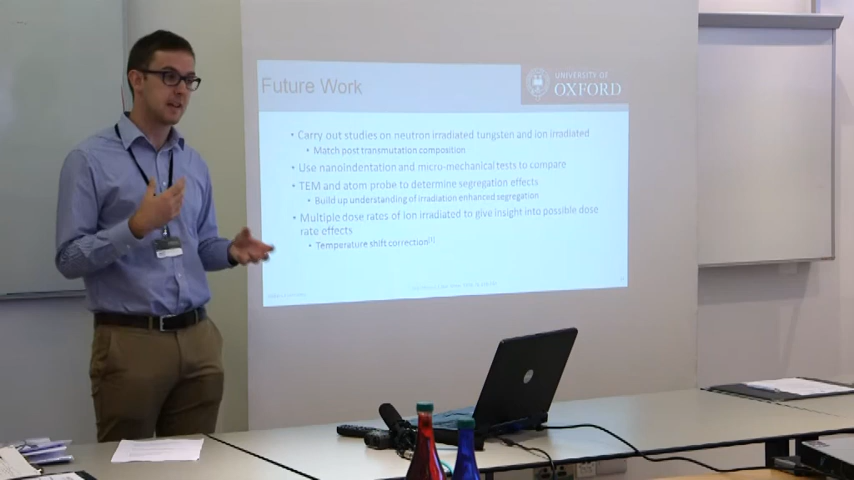 Future Work
UNIVERSITY OF
OXFORD
• Carry out studies on neutron irradiated tungsten and ion irradiated
• Match post transmutation composition
• Use nanoindentation and micro-mechanical tests to compare
• TEM and atom probe to determine segregation effects
• Build up understanding of irradiation enhanced segregation
• Multiple dose rates of ion irradiated to give insight into possible dose
rate effects
• Temperature shift correction[1]